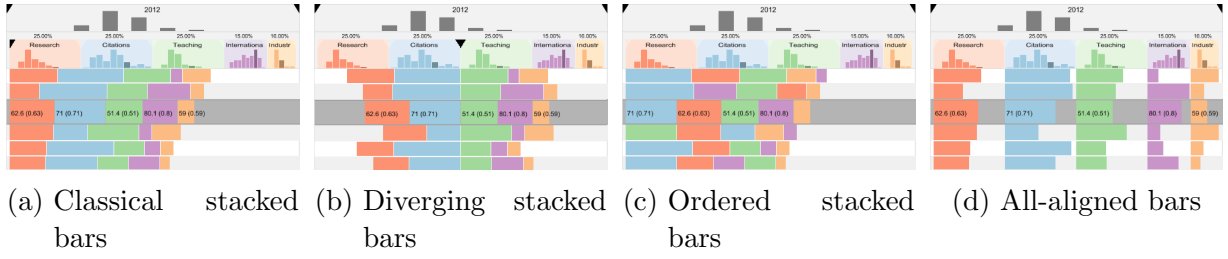 2012 2012 2012 2012
25.00% 25.00% 25.00% 15.00% 10.00% 25.00% 25.00% 25.00% 15.00% 10.00% 25.00% 25.00% 25.00% 15.00% 10.00% 25.00% 25.00% 25.00% 15.00% 10.00%
Research Citations Teaching Internationa Industr Research Citations Teaching Internationa Industr Research Citations Teaching Internationa Industr Research Citations Teaching Internationa Industr
62.6 (0.63) 71 (0.71) 51.4 (0.51) 80.1 (0.8) 59 (0.59) 62.6 (0.63) 71 (0.71) 51.4 (0.51) 80.1 (0.8) 59 (0.59) 71 (0.71) 62.6 (0.63) 51.4 (0.51) 80.1 (0.8) 62.6 (0.63) 71 (0.71) 51.4 (0.51) 80.1 (0.8) 59 (0.59)
(a) Classical stacked (b) Diverging stacked (c) Ordered stacked (d) All-aligned bars
bars bars bars